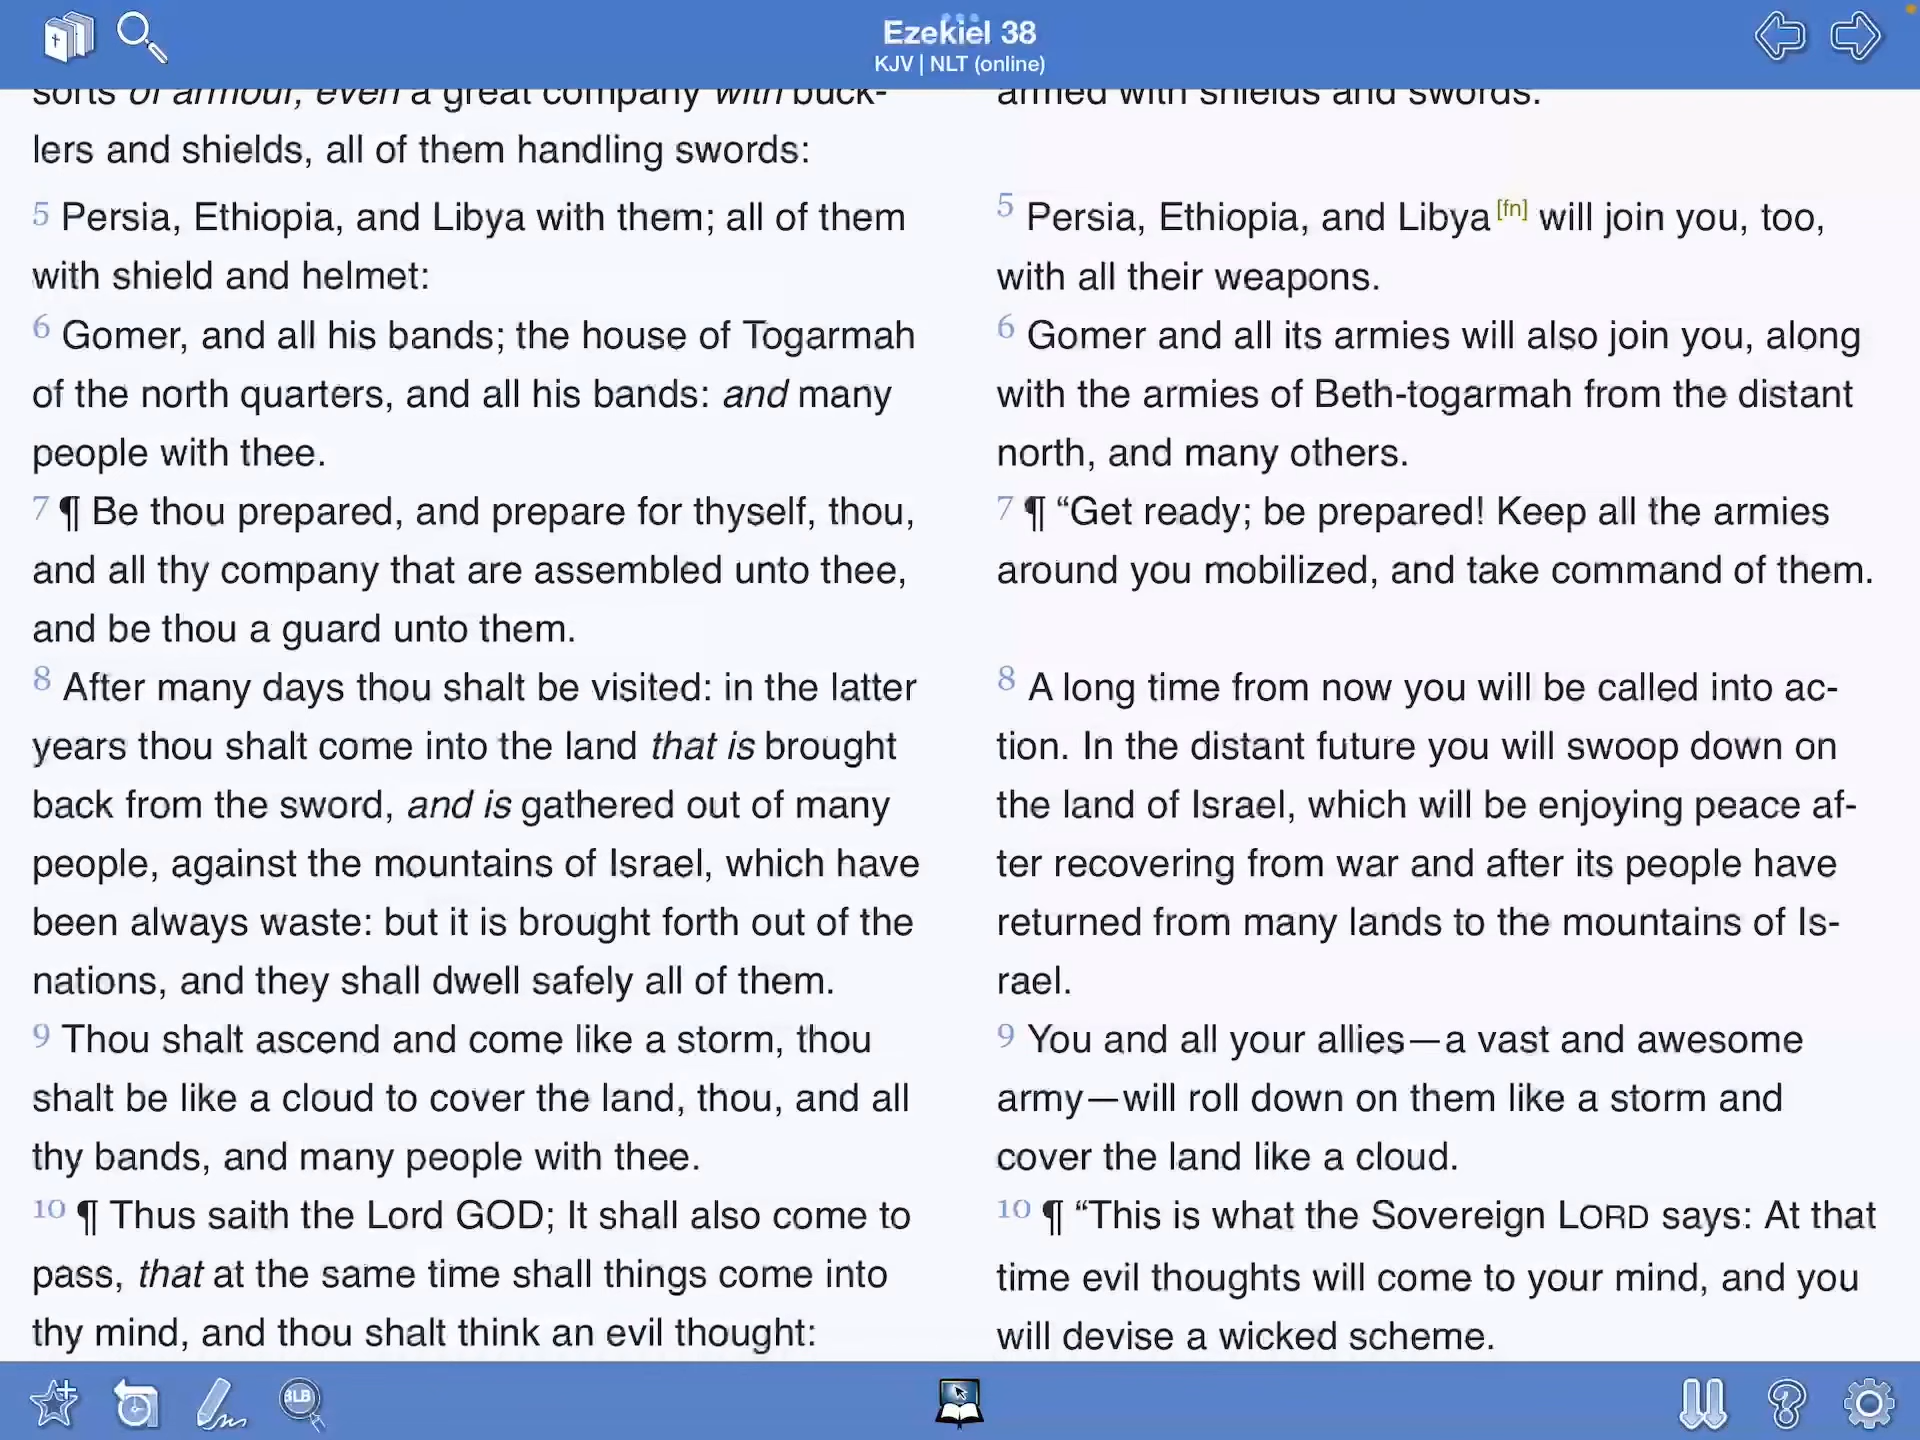 Ezekiel 38
KJV | NLT (online)
sorts of armour, even a great company with buck-
lers and shields, all of them handling swords:
5 Persia, Ethiopia, and Libya with them; all of them
with shield and helmet:
6 Gomer, and all his bands; the house of Togarmah
of the north quarters, and all his bands: and many
people with thee.
7 ¶ Be thou prepared, and prepare for thyself, thou,
and all thy company that are assembled unto thee,
and be thou a guard unto them.
8 After many days thou shalt be visited: in the latter
years thou shalt come into the land that is brought
back from the sword, and is gathered out of many
people, against the mountains of Israel, which have
been always waste: but it is brought forth out of the
nations, and they shall dwell safely all of them.
9 Thou shalt ascend and come like a storm, thou
shalt be like a cloud to cover the land, thou, and all
thy bands, and many people with thee.
10 ¶ Thus saith the Lord GOD; It shall also come to
pass, that at the same time shall things come into
thy mind, and thou shalt think an evil thought:
armed with shields and swords.
5 Persia, Ethiopia, and Libya [fn] will join you, too,
with all their weapons.
6 Gomer and all its armies will also join you, along
with the armies of Beth-togarmah from the distant
north, and many others.
7 ¶ “Get ready; be prepared! Keep all the armies
around you mobilized, and take command of them.
8 A long time from now you will be called into ac-
tion. In the distant future you will swoop down on
the land of Israel, which will be enjoying peace af-
ter recovering from war and after its people have
returned from many lands to the mountains of Is-
rael.
9 You and all your allies—a vast and awesome
army—will roll down on them like a storm and
cover the land like a cloud.
10 ¶ “This is what the Sovereign LORD says: At that
time evil thoughts will come to your mind, and you
will devise a wicked scheme.
BLB